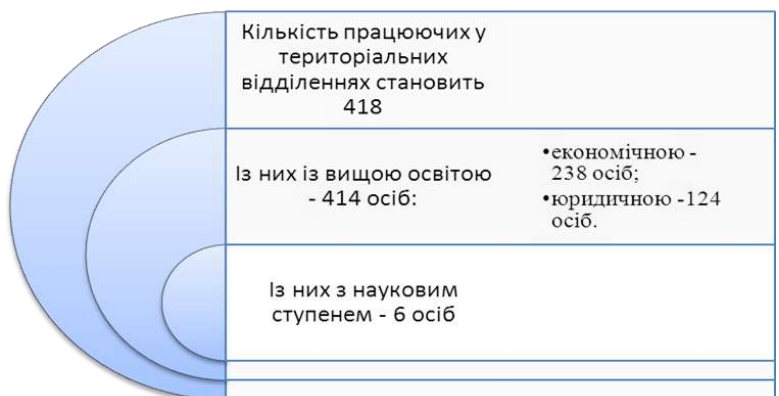 Кількість працюючих у
територіальних
відділеннях становить
418
Із них із вищою освітою
- 414 осіб:
•економічною -
238 осіб;
•юридичною -124
осіб.
Із них з науковим
ступенем - 6 осіб